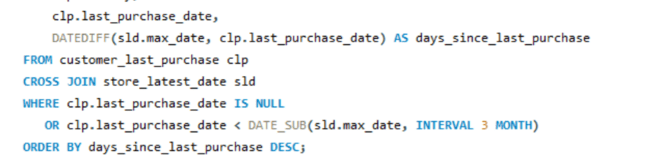 clp.last_purchase_date,
DATEDIFF(sld.max_date, clp.last_purchase_date) AS days_since_last_purchase
FROM customer_last_purchase clp
CROSS JOIN store_latest_date sld
WHERE clp.last_purchase_date IS NULL
OR clp.last_purchase_date < DATE_SUB(sld.max_date, INTERVAL 3 MONTH)
ORDER BY days_since_last_purchase DESC;